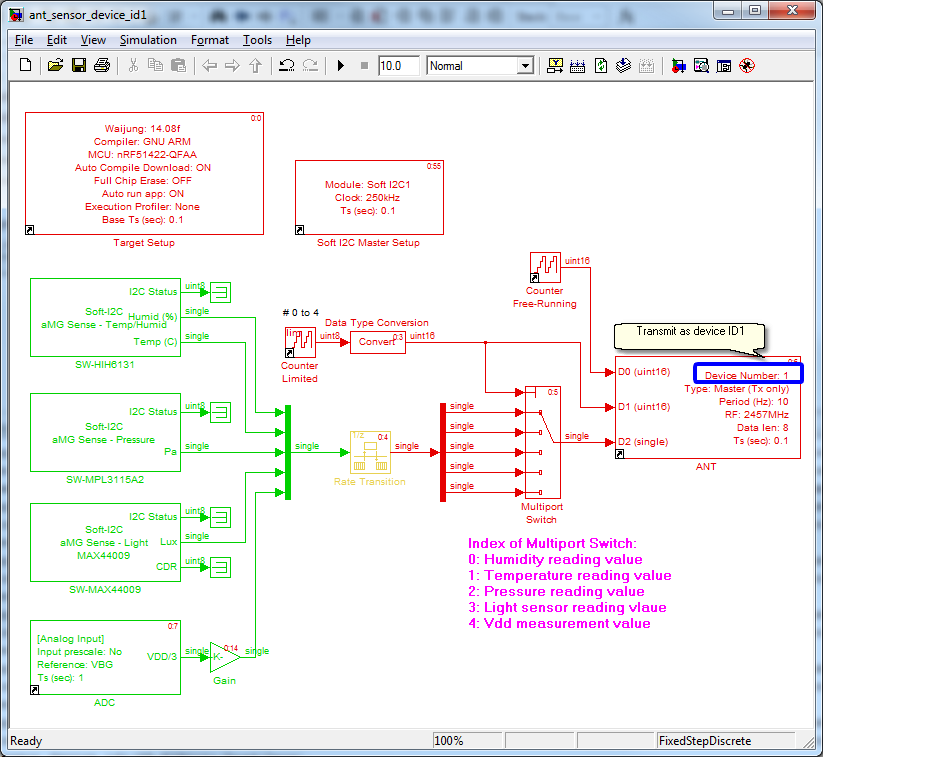 ant_sensor_device_id1
File Edit View Simulation Format Tools Help
10.0 Normal
0:0
Waijung: 14.08f
Compiler: GNU ARM
MCU: nRF51422-QFAA
Auto Compile Download: ON
Full Chip Erase: OFF
Auto run app: ON
Execution Profiler: None
Base Ts (sec): 0.1
Target Setup
0:55
Module: Soft I2C1
Clock: 250kHz
Ts (sec): 0.1
Soft I2C Master Setup
uint16
Counter
Free-Running
I2C Status
uint8
Soft-I2C
aMG Sense - Temp/Humid
Humid (%)
single
Temp (C)
single
SW-HIH6131
# 0 to 4
lim
uint8
Counter
Limited
Data Type Conversion
Convert
0:3
uint16
Transmit as device ID1
D0 (uint16)
D1 (uint16)
D2 (single)
Device Number: 1
Type: Master (Tx only)
Period (Hz): 10
RF: 2457MHz
Data len: 8
Ts (sec): 0.1
ANT
I2C Status
uint8
Soft-I2C
aMG Sense - Pressure
Pa
single
SW-MPL3115A2
single
1/z
0:4
single
Rate Transition
single
single
single
single
single
0:5
single
Multiport
Switch
I2C Status
uint8
Soft-I2C
aMG Sense - Light
MAX44009
Lux
single
CDR
uint8
SW-MAX44009
Index of Multiport Switch:
0: Humidity reading value
1: Temperature reading value
2: Pressure reading value
3: Light sensor reading vlaue
4: Vdd measurement value
0:7
[Analog Input]
Input prescale: No
Reference: VBG
Ts (sec): 1
VDD/3
single
ADC
-K-
0:14
single
Gain
Ready 100% FixedStepDiscrete